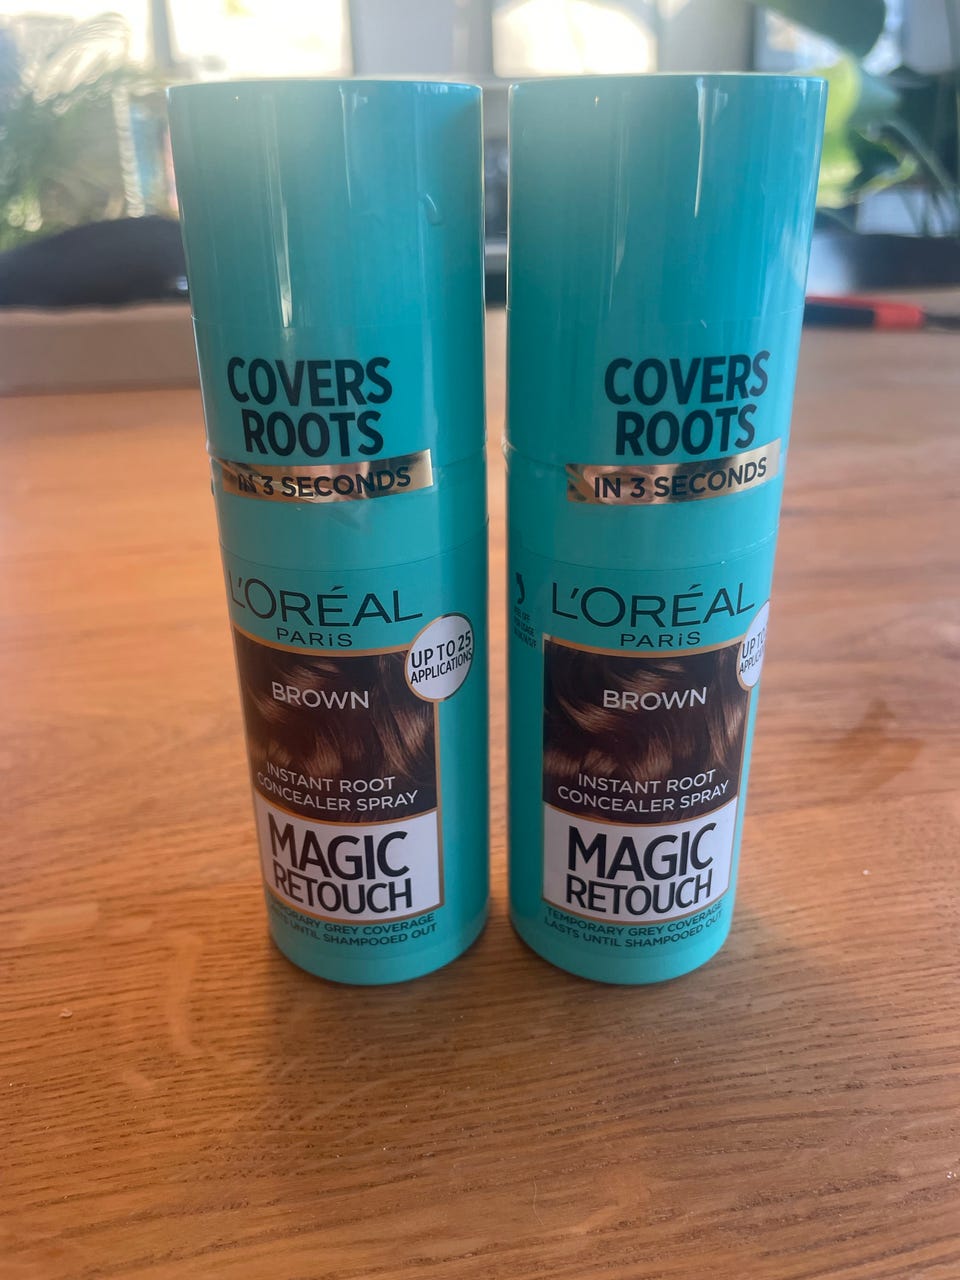 COVERS
ROOTS
IN 3 SECONDS
L'ORÉAL
PARiS
UP TO 25
APPLICATIONS
BROWN
INSTANT ROOT
CONCEALER SPRAY
MAGIC
RETOUCH
TEMPORARY GREY COVERAGE
LASTS UNTIL SHAMPOOED OUT
COVERS
ROOTS
IN 3 SECONDS
L'ORÉAL
PARiS
UP TO
BROWN
INSTANT ROOT
CONCEALER SPRAY
MAGIC
RETOUCH
TEMPORARY GREY COVERAGE
LASTS UNTIL SHAMPOOED OUT